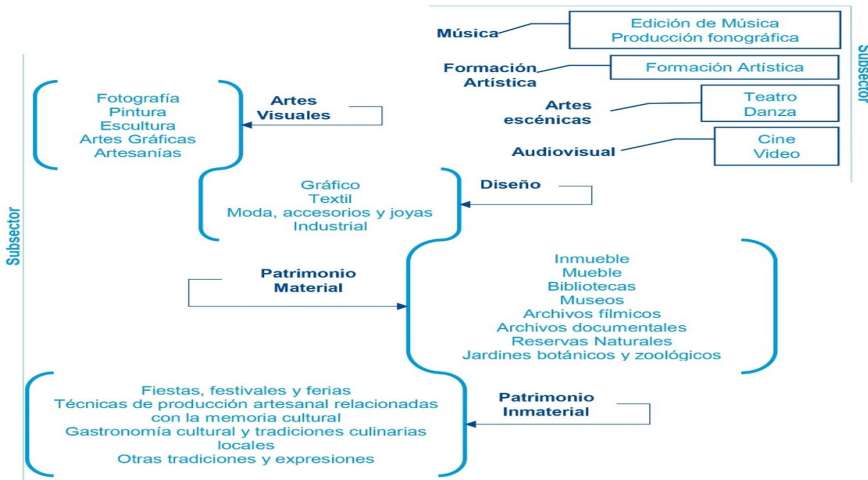 Música
Edición de Música
Producción fonográfica
Formación
Artística
Formación Artística
Artes
escénicas
Teatro
Danza
Audiovisual
Cine
Video
Subsector
Artes
Visuales
Fotografía
Pintura
Escultura
Artes Gráficas
Artesanías
Diseño
Gráfico
Textil
Moda, accesorios y joyas
Industrial
Subsector
Patrimonio
Material
Inmueble
Mueble
Bibliotecas
Museos
Archivos fílmicos
Archivos documentales
Reservas Naturales
Jardines botánicos y zoológicos
Patrimonio
Inmaterial
Fiestas, festivales y ferias
Técnicas de producción artesanal relacionadas
con la memoria cultural
Gastronomía cultural y tradiciones culinarias
locales
Otras tradiciones y expresiones